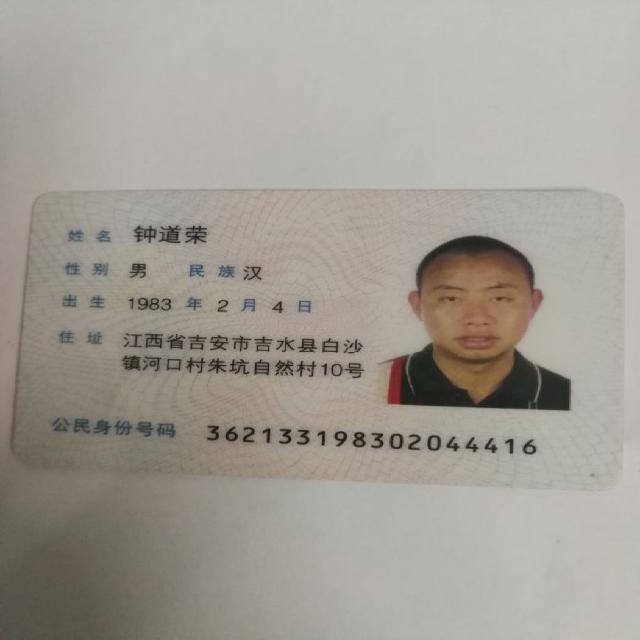 姓名 钟道荣
性别 男 民族 汉
出生 1983 年 2 月 4 日
住址 江西省吉安市吉水县白沙
镇河口村朱坑自然村10号
公民身份号码 362133198302044416